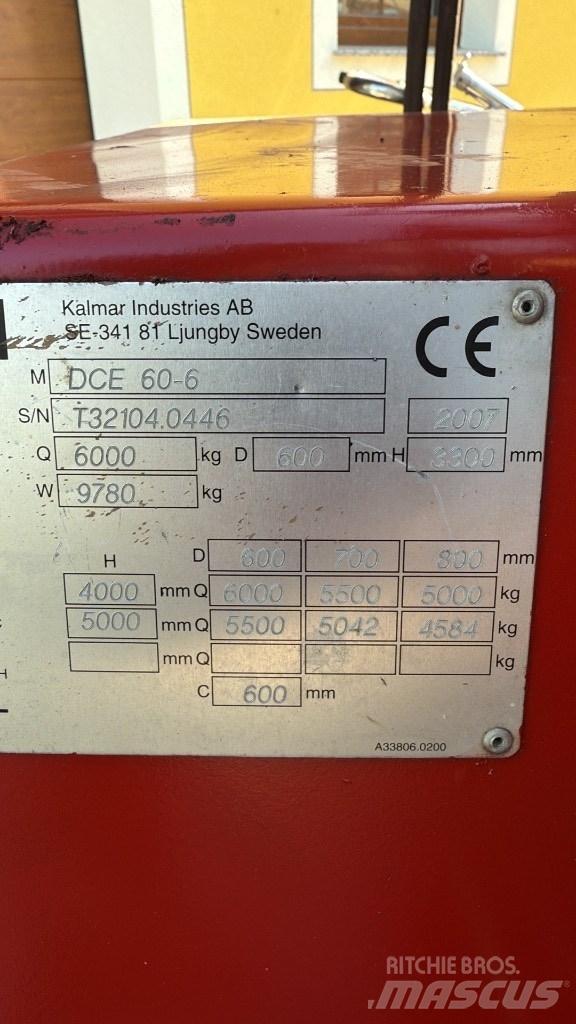 Kalmar Industries AB
SE-341 81 Ljungby Sweden
CE
M DCE 60-6
S/N T32104.0446 2007
Q 6000 kg D 600 mm H 3300 mm
W 9780 kg
H D 600 700 800 mm
4000 mm Q 6000 5500 5000 kg
5000 mm Q 5500 5042 4584 kg
mm Q kg
C 600 mm
H
A33806.0200
RITCHIE BROS.
MASCUS